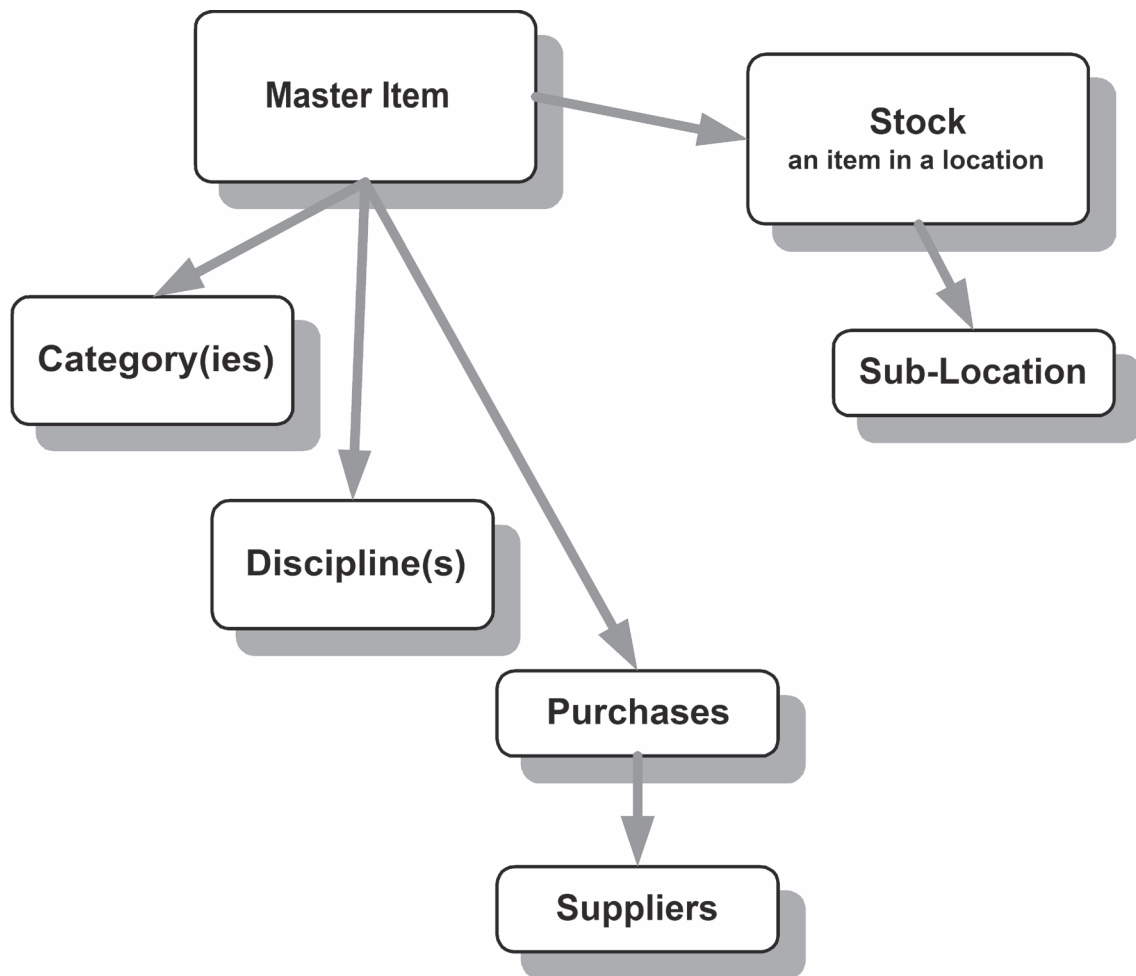 Master Item
Stock
an item in a location
Category(ies)
Sub-Location
Discipline(s)
Purchases
Suppliers